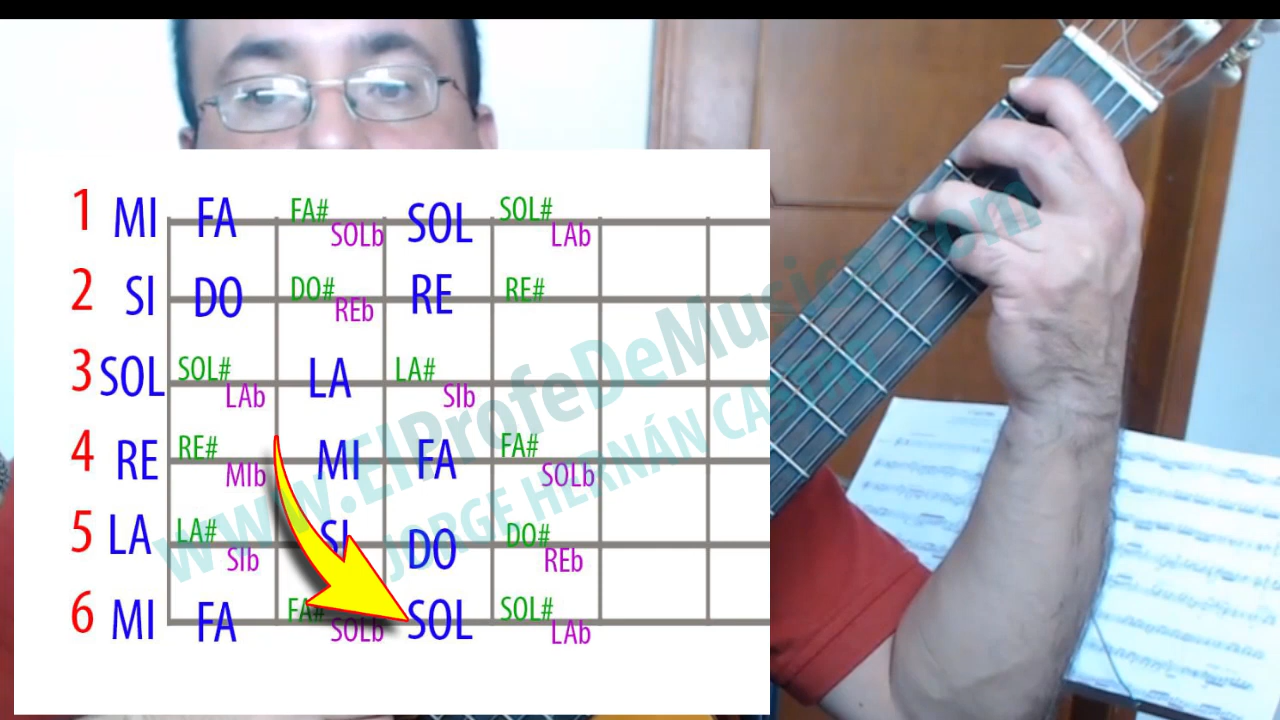 1 MI FA FA# SOLb SOL SOL# LAb
2 SI DO DO# REb RE RE#
3 SOL SOL# LAb LA LA# SIb
4 RE RE# MIb MI FA FA# SOLb
5 LA LA# SIb SI DO DO# REb
6 MI FA FA# SOLb SOL SOL# LAb
www.ElProfeDeMusica.com
JORGE HERNÁN CASTRO